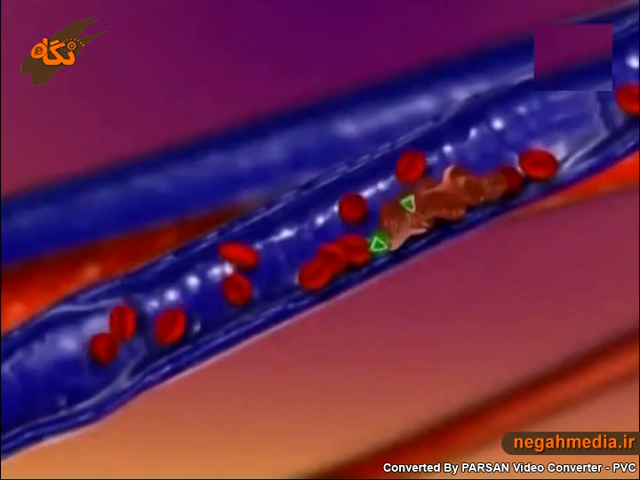 نگاه
negahmedia.ir
Converted By PARSAN Video Converter - PVC